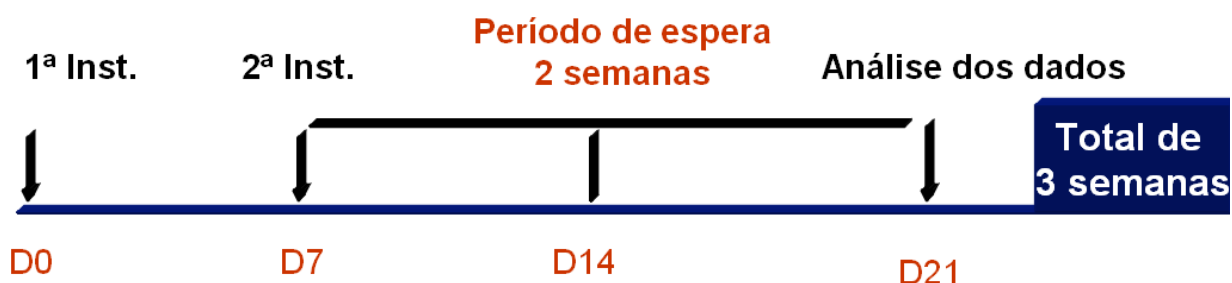 Período de espera
2 semanas
1ª Inst.
2ª Inst.
Análise dos dados
Total de
3 semanas
D0
D7
D14
D21